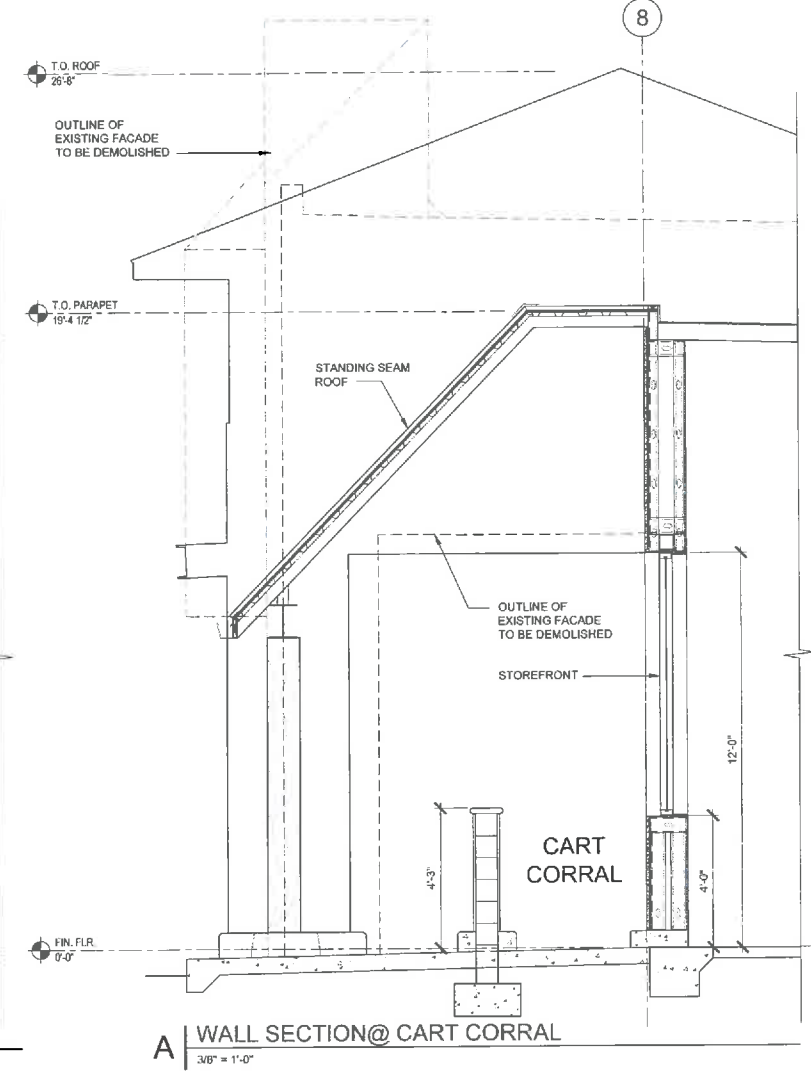 8
T.O. ROOF
26'-8"
OUTLINE OF
EXISTING FACADE
TO BE DEMOLISHED
T.O. PARAPET
19'-4 1/2"
STANDING SEAM
ROOF
OUTLINE OF
EXISTING FACADE
TO BE DEMOLISHED
STOREFRONT
12'-0"
4'-3"
CART
CORRAL
4'-0"
FIN. FLR.
0'-0"
A
WALL SECTION@ CART CORRAL
3/8" = 1'-0"